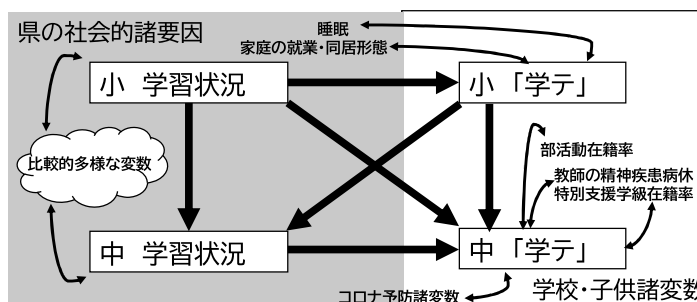 県の社会的諸要因
睡眠
家庭の就業・同居形態
小 学習状況
小 「学テ」
比較的多様な変数
部活動在籍率
教師の精神疾患病休
特別支援学級在籍率
中 学習状況
中 「学テ」
コロナ予防諸変数
学校・子供諸変数